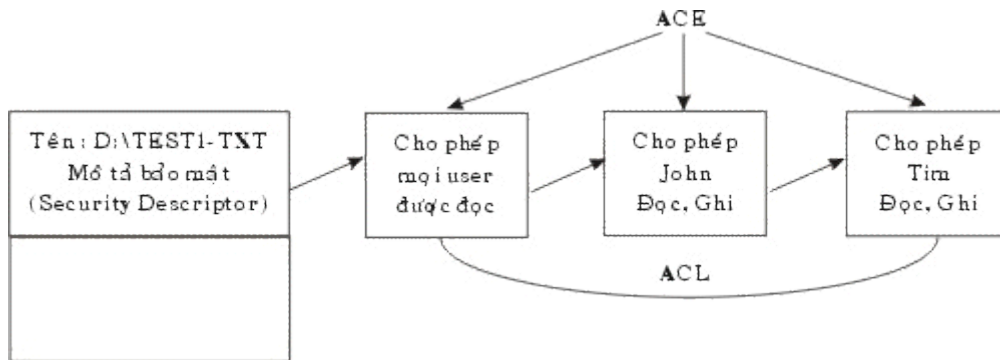 ACE
Tên : D:\TEST1-TXT
Mô tả bảo mật
(Security Descriptor)
Cho phép
mọi user
được đọc
Cho phép
John
Đọc, Ghi
Cho phép
Tim
Đọc, Ghi
ACL